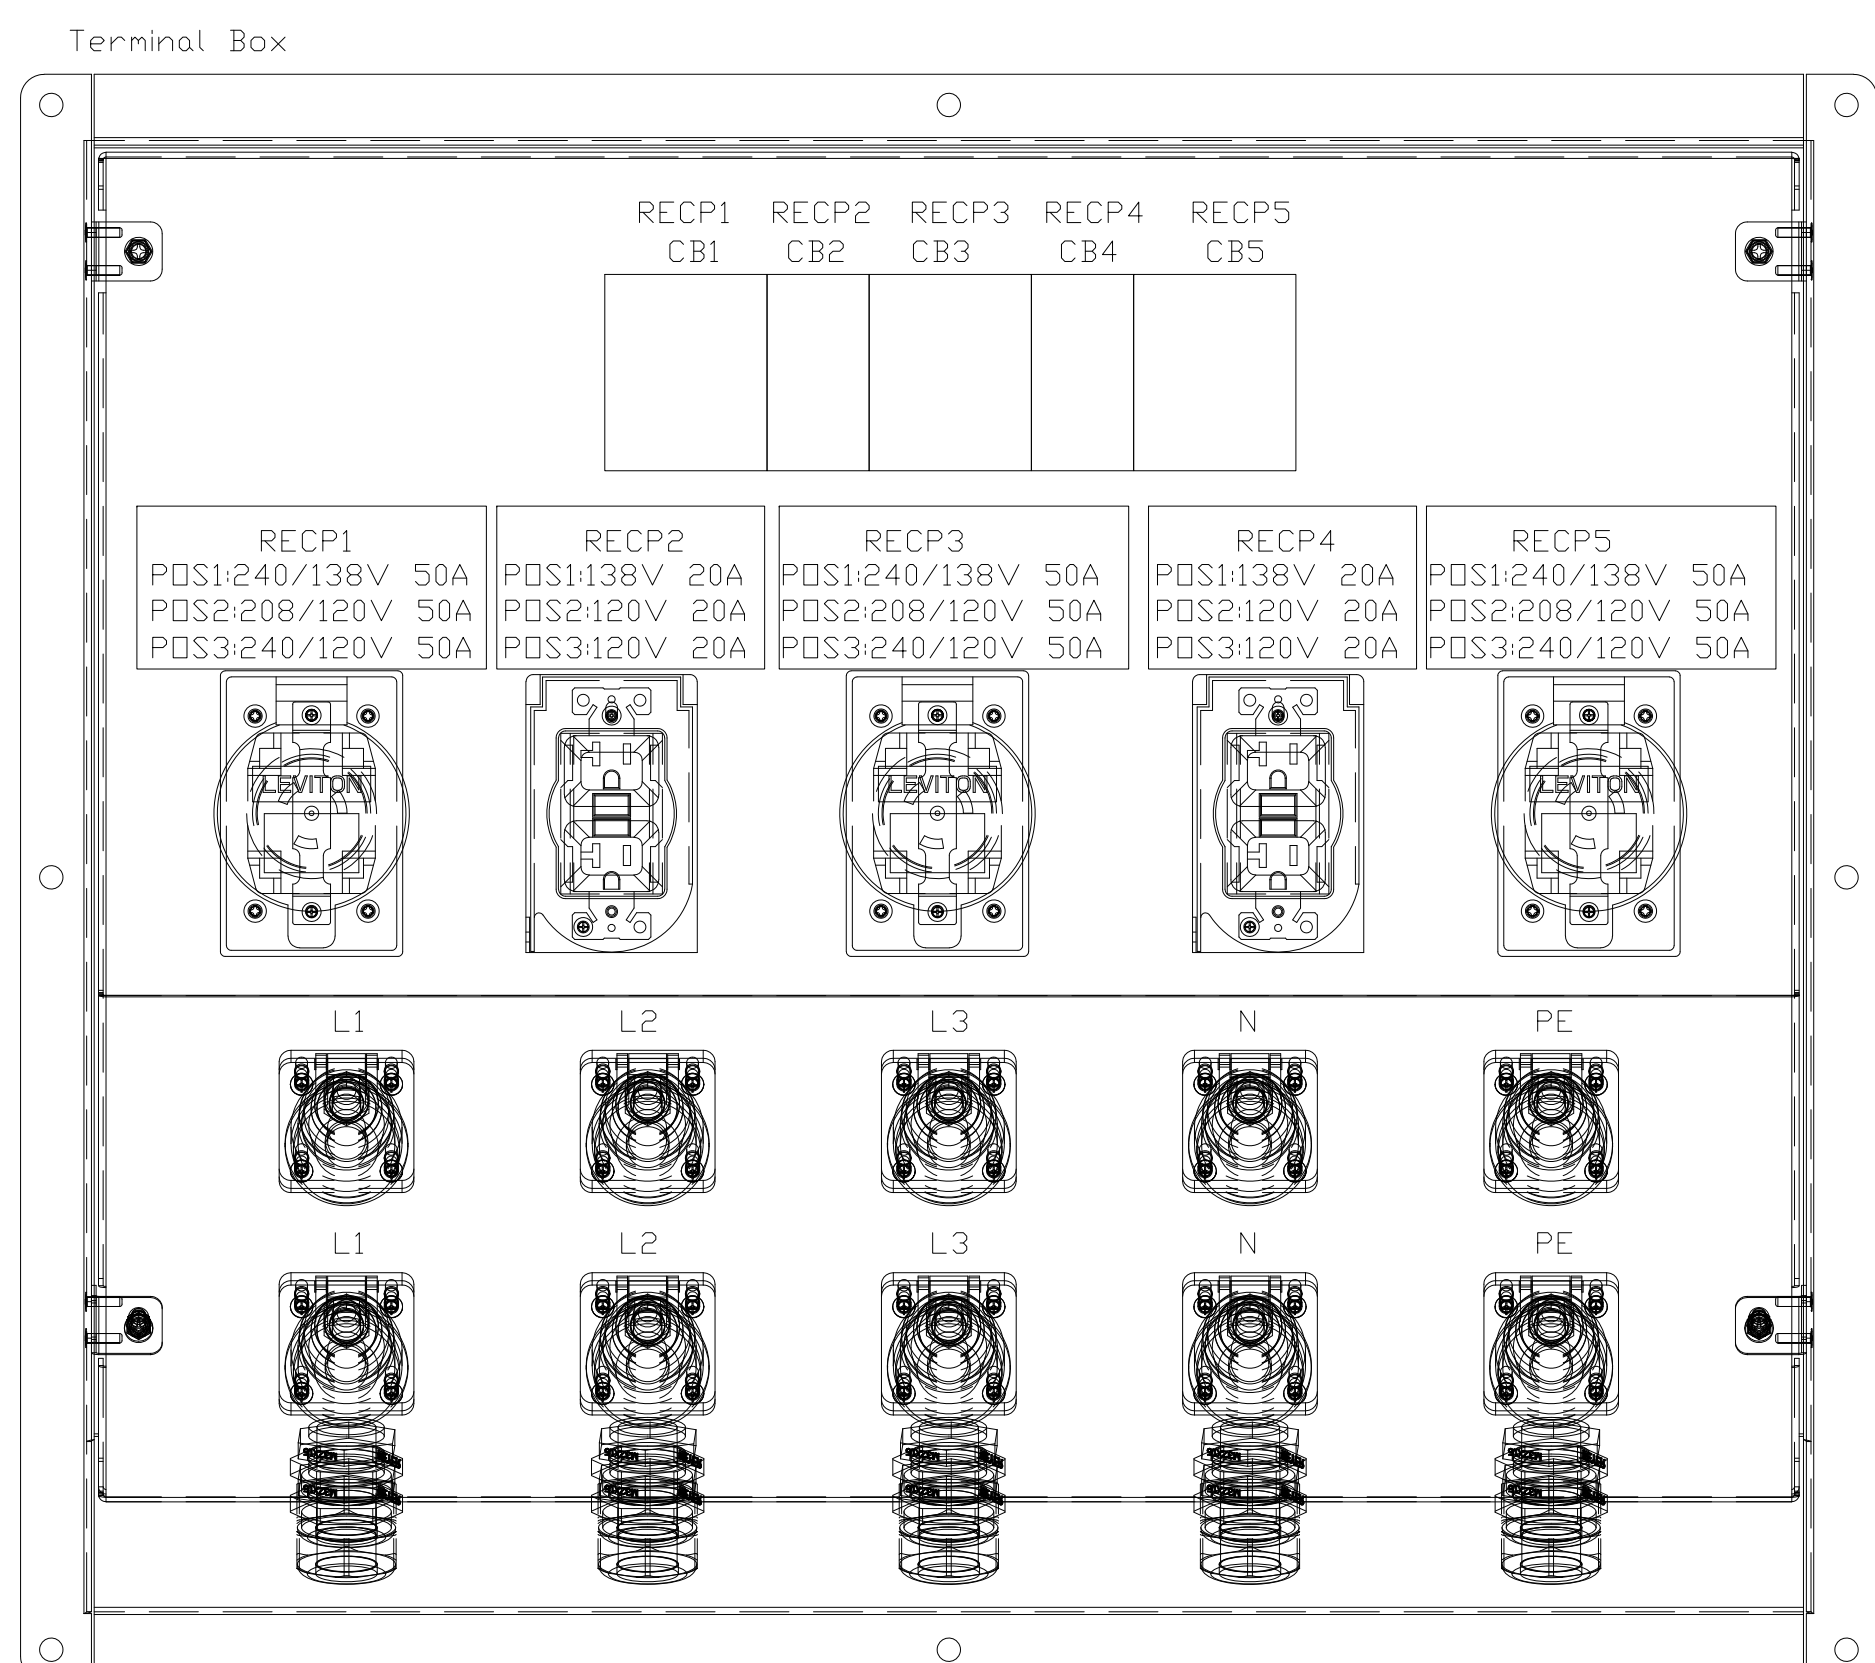 Terminal Box
RECP1 RECP2 RECP3 RECP4 RECP5
CB1 CB2 CB3 CB4 CB5
RECP1
POS1:240/138V 50A
POS2:208/120V 50A
POS3:240/120V 50A
RECP2
POS1:138V 20A
POS2:120V 20A
POS3:120V 20A
RECP3
POS1:240/138V 50A
POS2:208/120V 50A
POS3:240/120V 50A
RECP4
POS1:138V 20A
POS2:120V 20A
POS3:120V 20A
RECP5
POS1:240/138V 50A
POS2:208/120V 50A
POS3:240/120V 50A
LEVITON
LEVITON
LEVITON
L1 L2 L3 N PE
L1 L2 L3 N PE